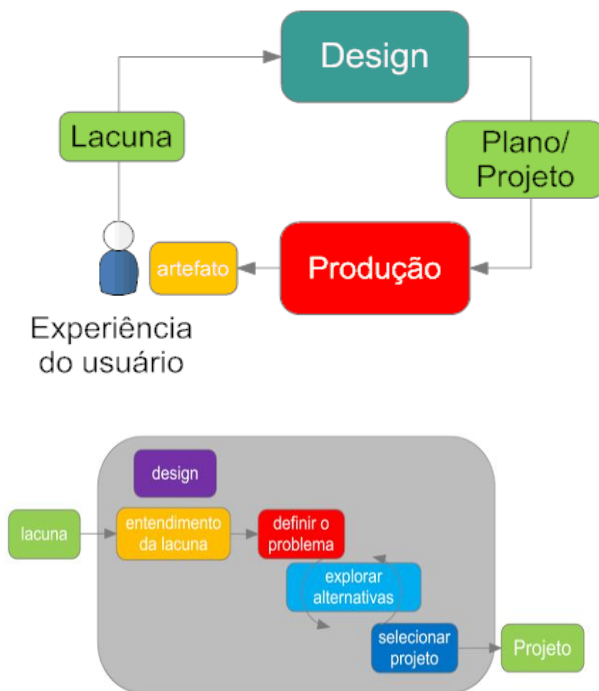 Design
Lacuna
Plano/
Projeto
artefato
Produção
Experiência
do usuário
design
lacuna
entendimento
da lacuna
definir o
problema
explorar
alternativas
selecionar
projeto
Projeto